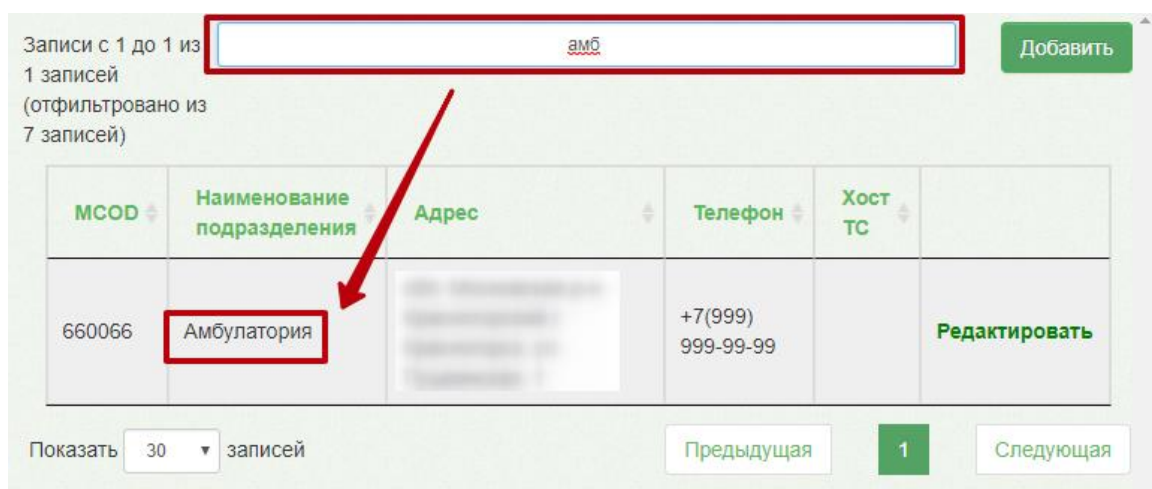 Записи с 1 до 1 из
1 записей
(отфильтровано из
7 записей)
амб
Добавить
MCOD
Наименование
подразделения
Адрес
Телефон
Хост
ТС
660066
Амбулатория
+7(999)
999-99-99
Редактировать
Показать 30 записей
Предыдущая
1
Следующая